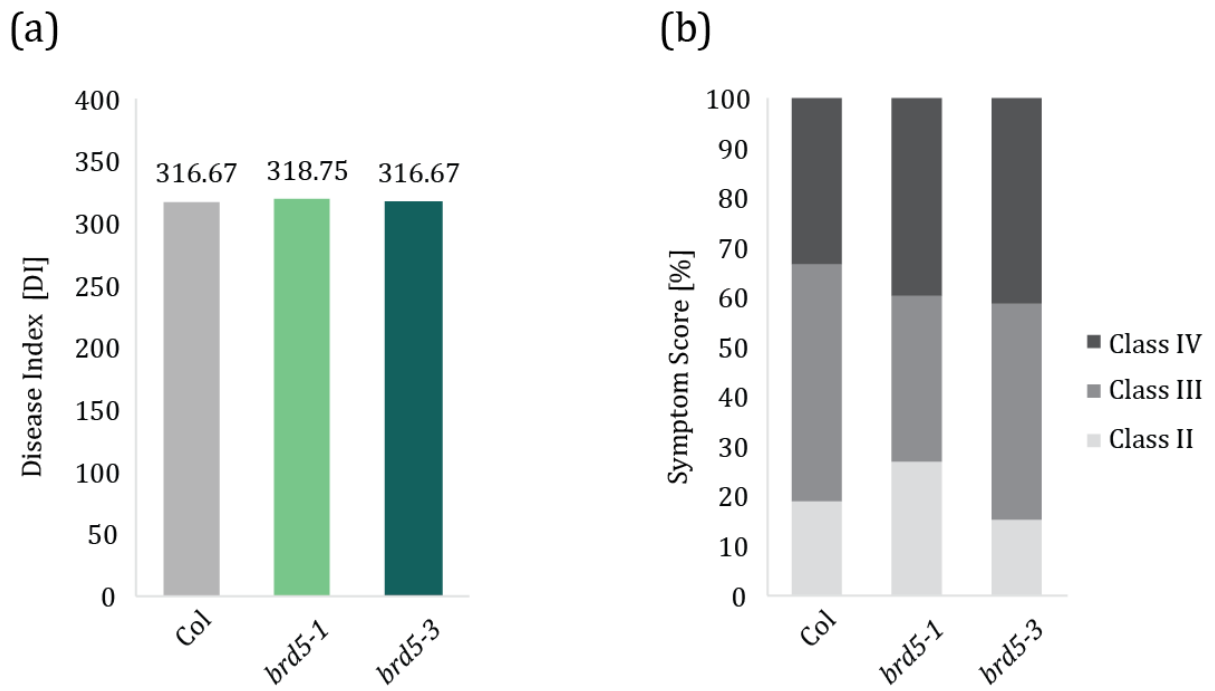 (a)
Disease Index [DI]
400
350
300
250
200
150
100
50
0
316.67
318.75
316.67
Col
brd5-1
brd5-3
(b)
Symptom Score [%]
100
90
80
70
60
50
40
30
20
10
0
Col
brd5-1
brd5-3
Class IV
Class III
Class II